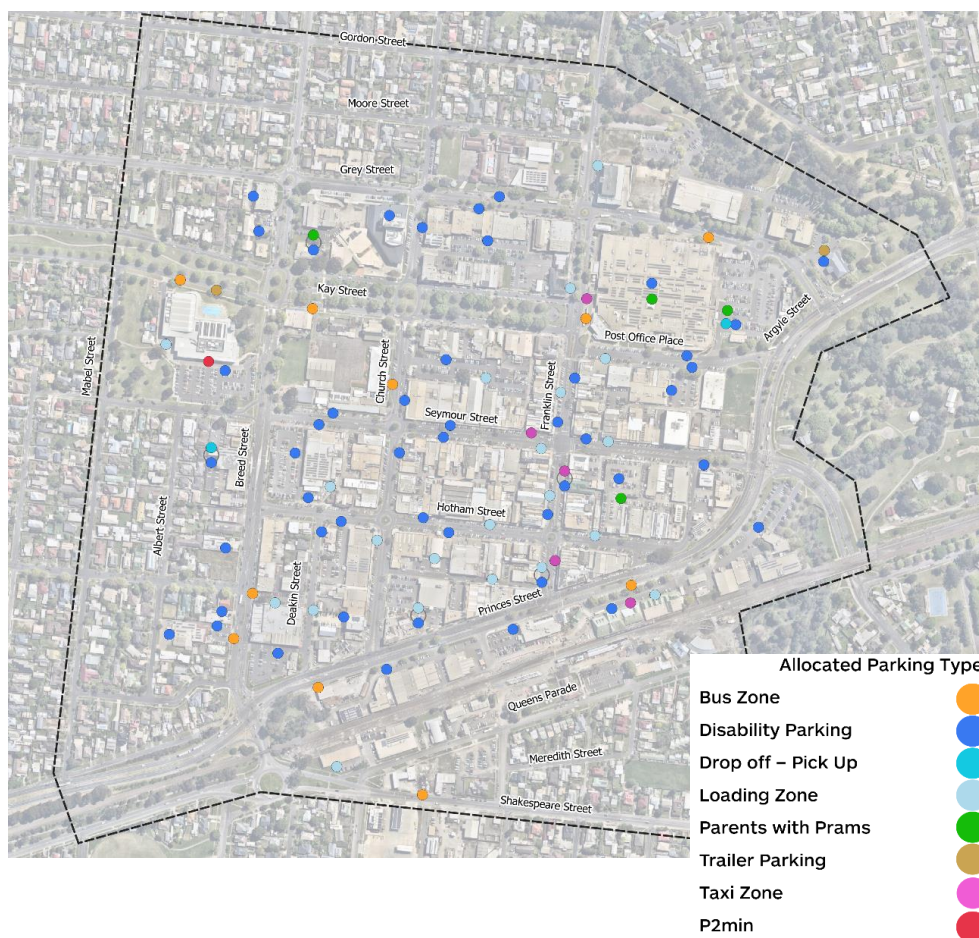 Gordon Street
Moore Street
Grey Street
Kay Street
Post Office Place
Argyle Street
Mabel Street
Church Street
Franklin Street
Seymour Street
Breed Street
Hotham Street
Albert Street
Deakin Street
Princes Street
Queens Parade
Meredith Street
Shakespeare Street
Allocated Parking Type
Bus Zone
Disability Parking
Drop off – Pick Up
Loading Zone
Parents with Prams
Trailer Parking
Taxi Zone
P2min